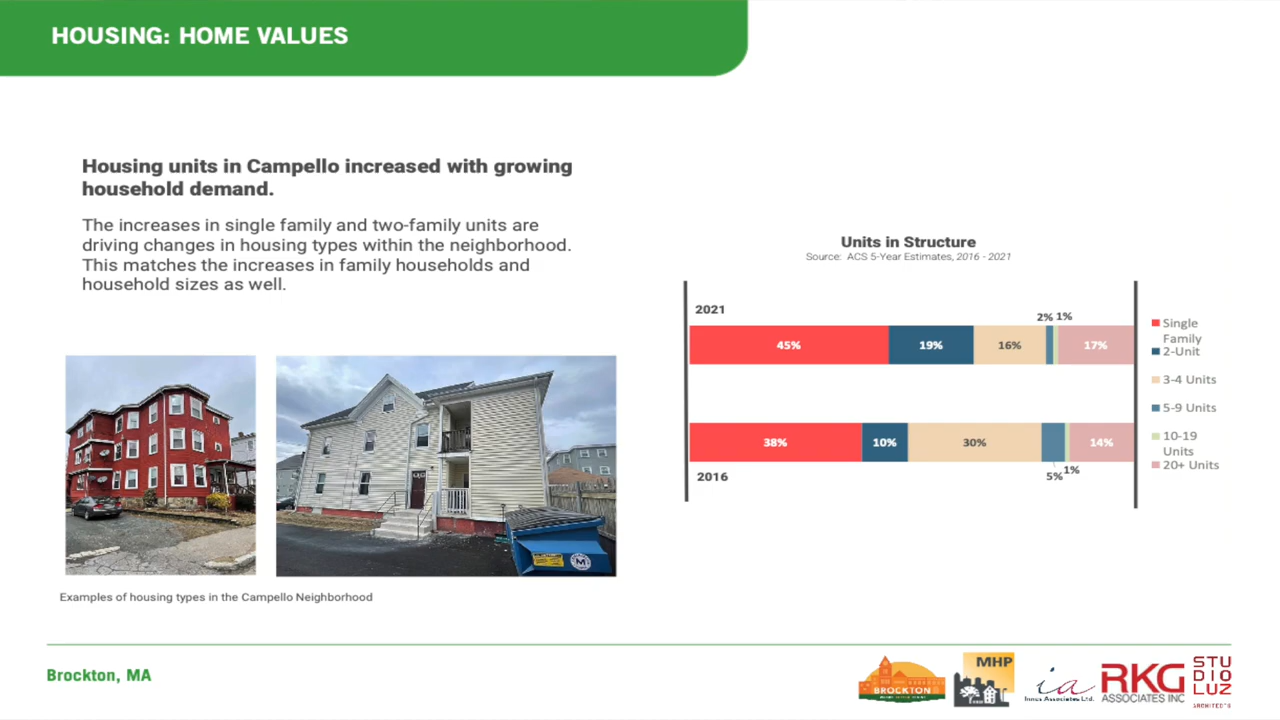 HOUSING: HOME VALUES
Housing units in Campello increased with growing
household demand.
The increases in single family and two-family units are
driving changes in housing types within the neighborhood.
This matches the increases in family households and
household sizes as well.
Examples of housing types in the Campello Neighborhood
Units in Structure
Source: ACS 5-Year Estimates, 2016 - 2021
2021
2% 1%
45% 19% 16% 17%
38% 10% 30% 14%
2016
5% 1%
Single
Family
2-Unit
3-4 Units
5-9 Units
10-19
Units
20+ Units
Brockton, MA
BROCKTON
MHP
ia
Innes Associates Ltd.
RKG
ASSOCIATES INC
STU
DIO
LUZ
ARCHITECTS